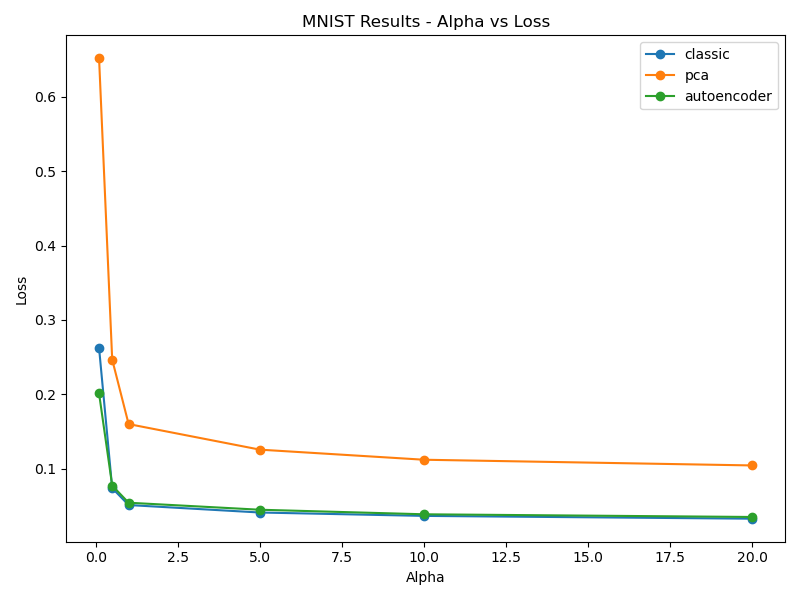 MNIST Results - Alpha vs Loss
classic
pca
autoencoder
0.6
0.5
0.4
0.3
0.2
0.1
Loss
0.0 2.5 5.0 7.5 10.0 12.5 15.0 17.5 20.0
Alpha